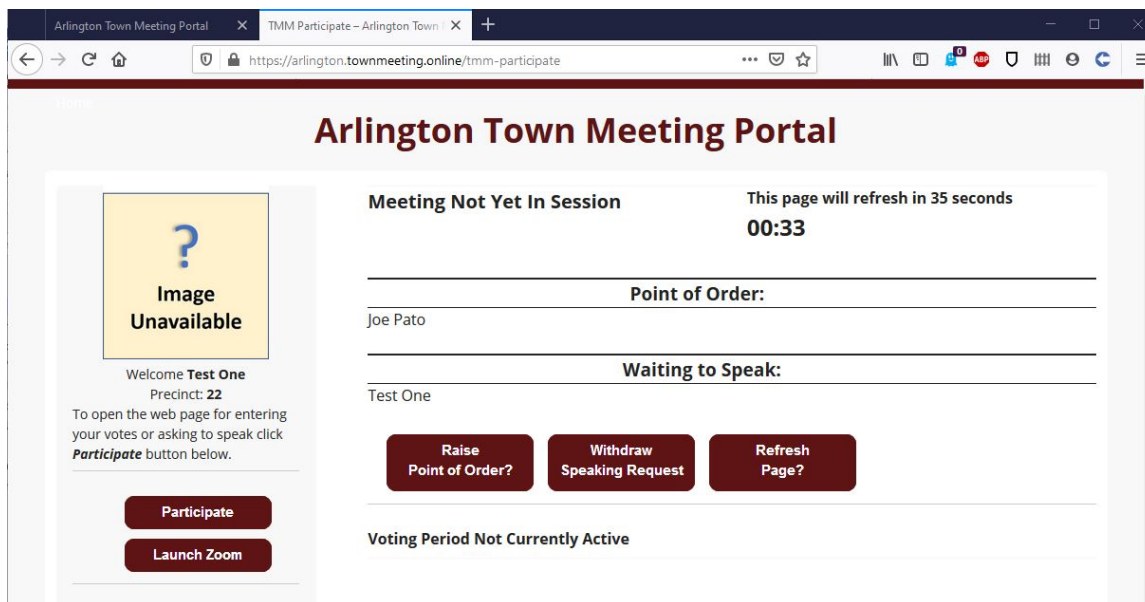 Arlington Town Meeting Portal
TMM Participate – Arlington Town
https://arlington.townmeeting.online/tmm-participate
0
ABP
Home
Arlington Town Meeting Portal
?
Image
Unavailable
Welcome Test One
Precinct: 22
To open the web page for entering
your votes or asking to speak click
Participate button below.
Participate
Launch Zoom
Meeting Not Yet In Session
This page will refresh in 35 seconds
00:33
Point of Order:
Joe Pato
Waiting to Speak:
Test One
Raise
Point of Order?
Withdraw
Speaking Request
Refresh
Page?
Voting Period Not Currently Active